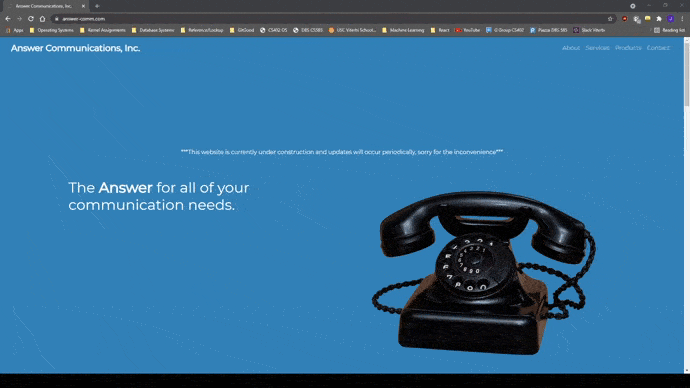 Answer Communications, Inc.
answer-comm.com
Apps Operating Systems Kernel Assignments Database Systems Reference/Lookup GitGood CS402 OS DBS CS585 USC Viterbi School... Machine Learning React YouTube Piazza DBS 585 Slack Viterbi Reading list
Answer Communications, Inc. About Services Products Contact
***This website is currently under construction and updates will occur periodically, sorry for the inconvenience***
The Answer for all of your
communication needs.